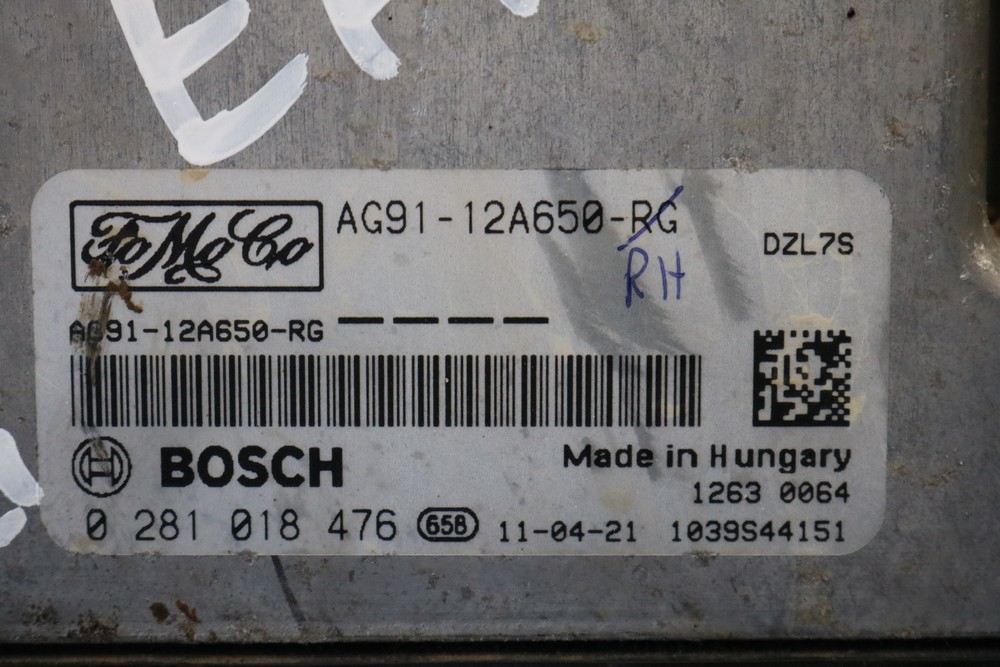 FoMoCo
AG91-12A650-RG
DZL7S
RH
AG91-12A650-RG
BOSCH
Made in Hungary
1263 0064
0 281 018 476 658 11-04-21 1039S44151